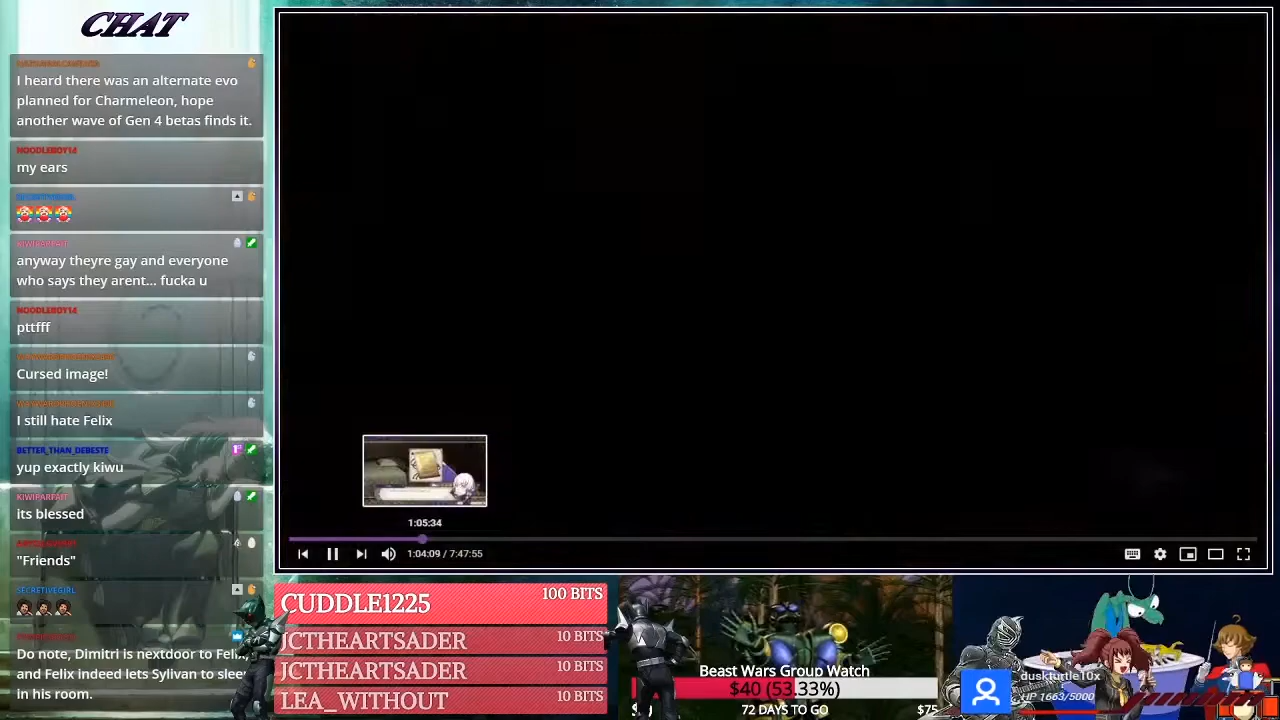 CHAT
I heard there was an alternate evo
planned for Charmeleon, hope
another wave of Gen 4 betas finds it.
NOODLEBOY14
my ears
SECRETIVEGIRL
KIWIPARFAIT
anyway theyre gay and everyone
who says they arent... fucka u
NOODLEBOY14
pttfff
Cursed image!
I still hate Felix
BETTER_THAN_DEBESTE
yup exactly kiwu
KIWIPARFAIT
its blessed
"Friends"
SECRETIVEGIRL
Do note, Dimitri is nextdoor to Felix,
and Felix indeed lets Sylivan to sleep
in his room.
1:05:34
1:04:09 / 7:47:55
CUDDLE1225 100 BITS
JCTHEARTSADER 10 BITS
JCTHEARTSADER 10 BITS
LEA_WITHOUT 10 BITS
Beast Wars Group Watch
$40 (53.33%)
72 DAYS TO GO $75
duskturtle10x
HP 1663/5000